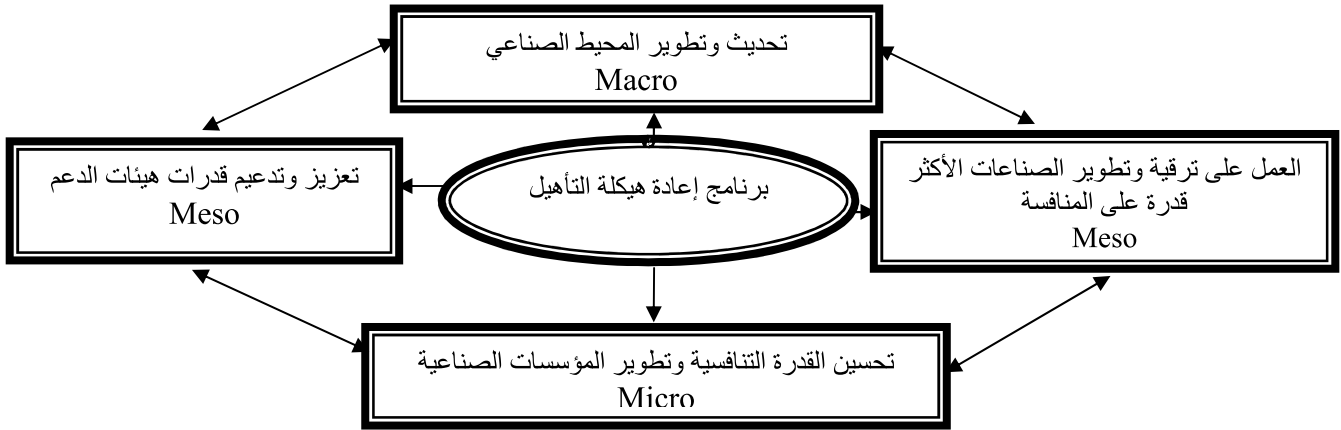 تحديث وتطوير المحيط الصناعي
Macro
العمل على ترقية وتطوير الصناعات الأكثر
قدرة على المنافسة
Meso
برنامج إعادة هيكلة التأهيل
تعزيز وتدعيم قدرات هيئات الدعم
Meso
تحسين القدرة التنافسية وتطوير المؤسسات الصناعية
Micro